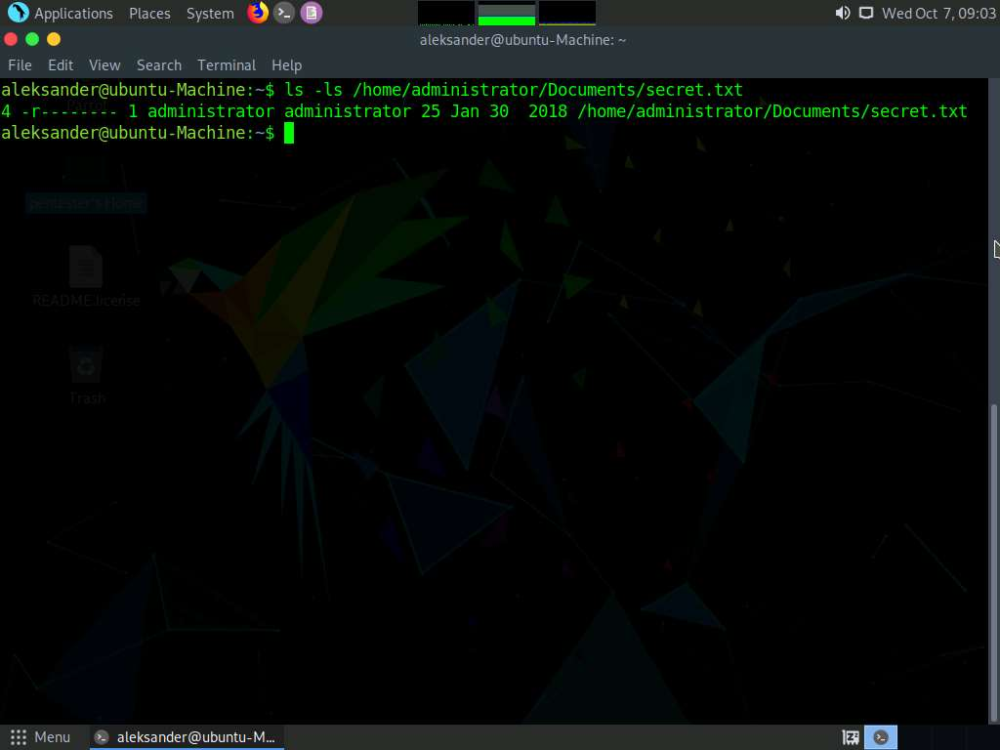 Applications Places System Wed Oct 7, 09:03
aleksander@ubuntu-Machine: ~
File Edit View Search Terminal Help
aleksander@ubuntu-Machine:~$ ls -ls /home/administrator/Documents/secret.txt
4 -r-------- 1 administrator administrator 25 Jan 30  2018 /home/administrator/Documents/secret.txt
aleksander@ubuntu-Machine:~$
README.license
Trash
Menu aleksander@ubuntu-M...